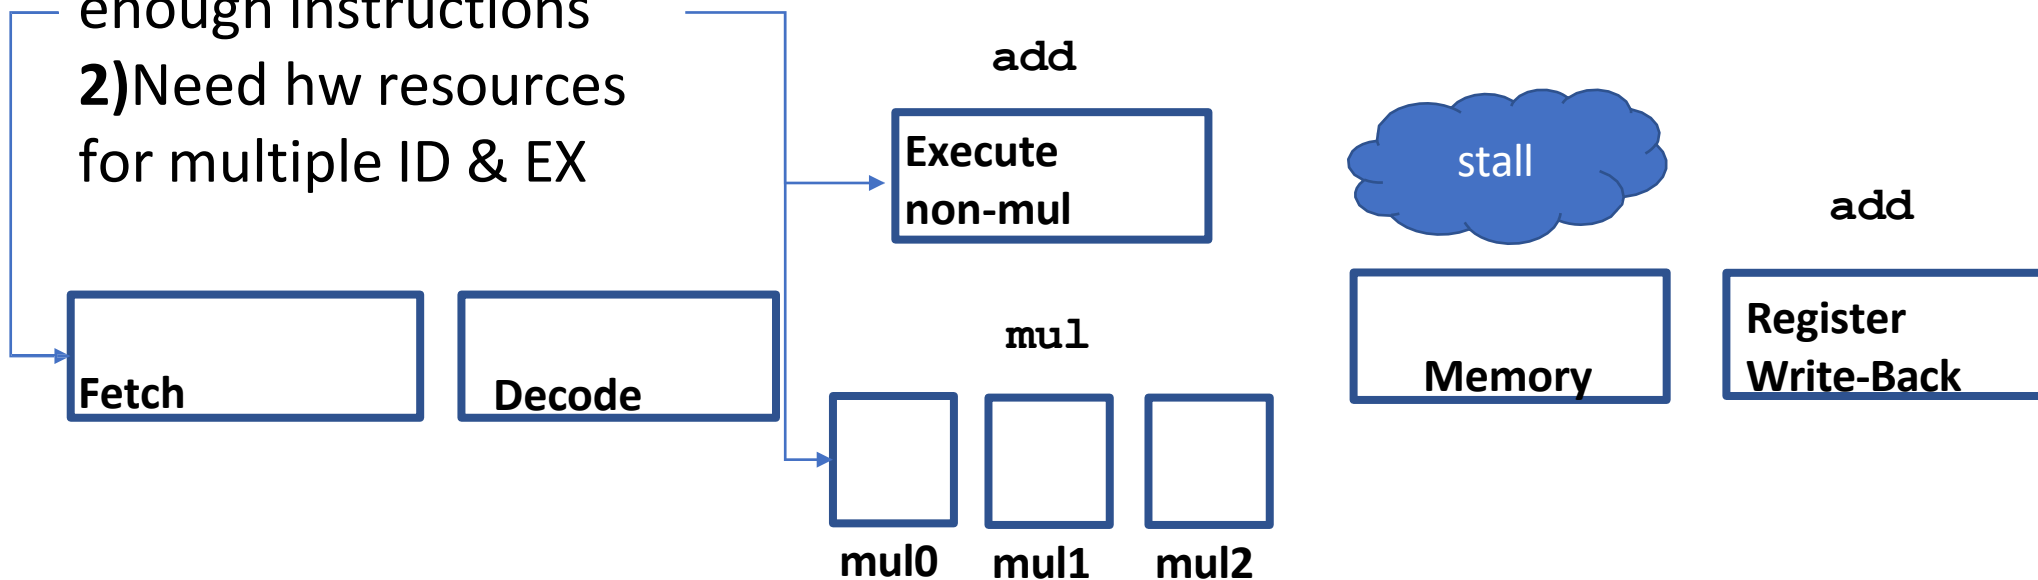 enough instructions
2)Need hw resources
for multiple ID & EX
add
Execute
non-mul
stall
add
mul
Fetch
Decode
Memory
Register
Write-Back
mul0
mul1
mul2